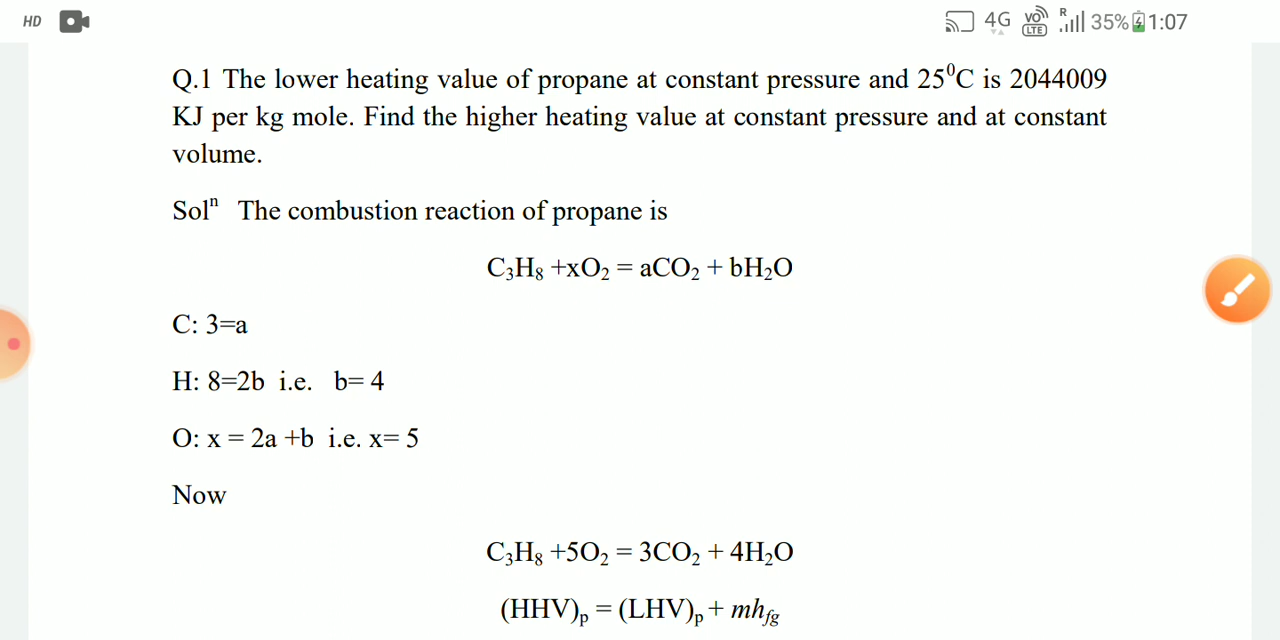 HD 4G VO LTE R 35% 1:07
Q.1 The lower heating value of propane at constant pressure and 25⁰C is 2044009
KJ per kg mole. Find the higher heating value at constant pressure and at constant
volume.
Solⁿ The combustion reaction of propane is
C₃H₈ +xO₂ = aCO₂ + bH₂O
C: 3=a
H: 8=2b i.e. b= 4
O: x = 2a +b i.e. x= 5
Now
C₃H₈ +5O₂ = 3CO₂ + 4H₂O
(HHV)ₚ = (LHV)ₚ + mh_fg